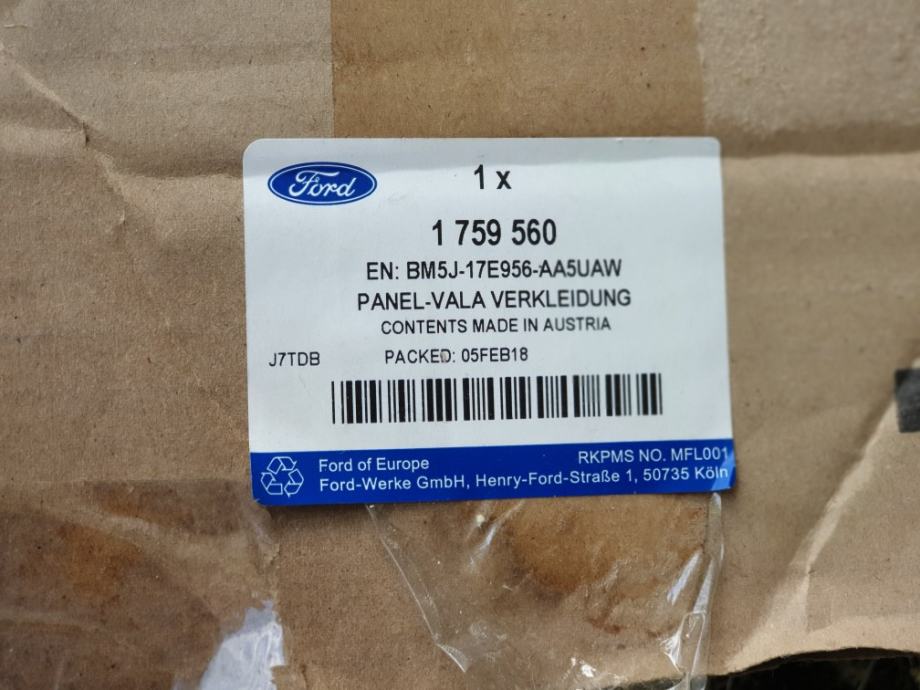 Ford
1 x
1 759 560
EN: BM5J-17E956-AA5UAW
PANEL-VALA VERKLEIDUNG
CONTENTS MADE IN AUSTRIA
J7TDB PACKED: 05FEB18
RKPMS NO. MFL001
Ford of Europe
Ford-Werke GmbH, Henry-Ford-Straße 1, 50735 Köln